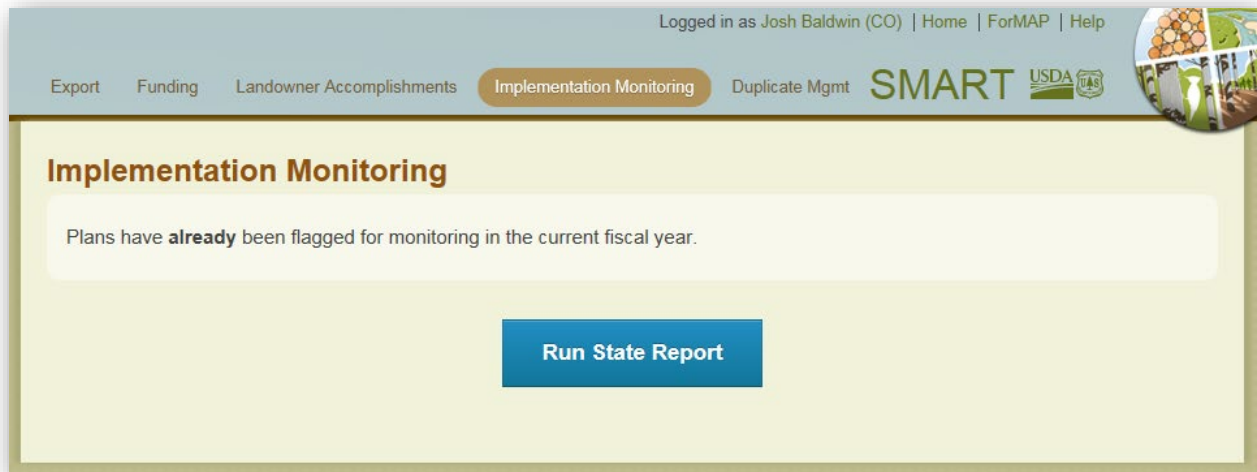 Logged in as Josh Baldwin (CO) | Home | ForMAP | Help
Export Funding Landowner Accomplishments Implementation Monitoring Duplicate Mgmt SMART USDA UAS
Implementation Monitoring
Plans have already been flagged for monitoring in the current fiscal year.
Run State Report